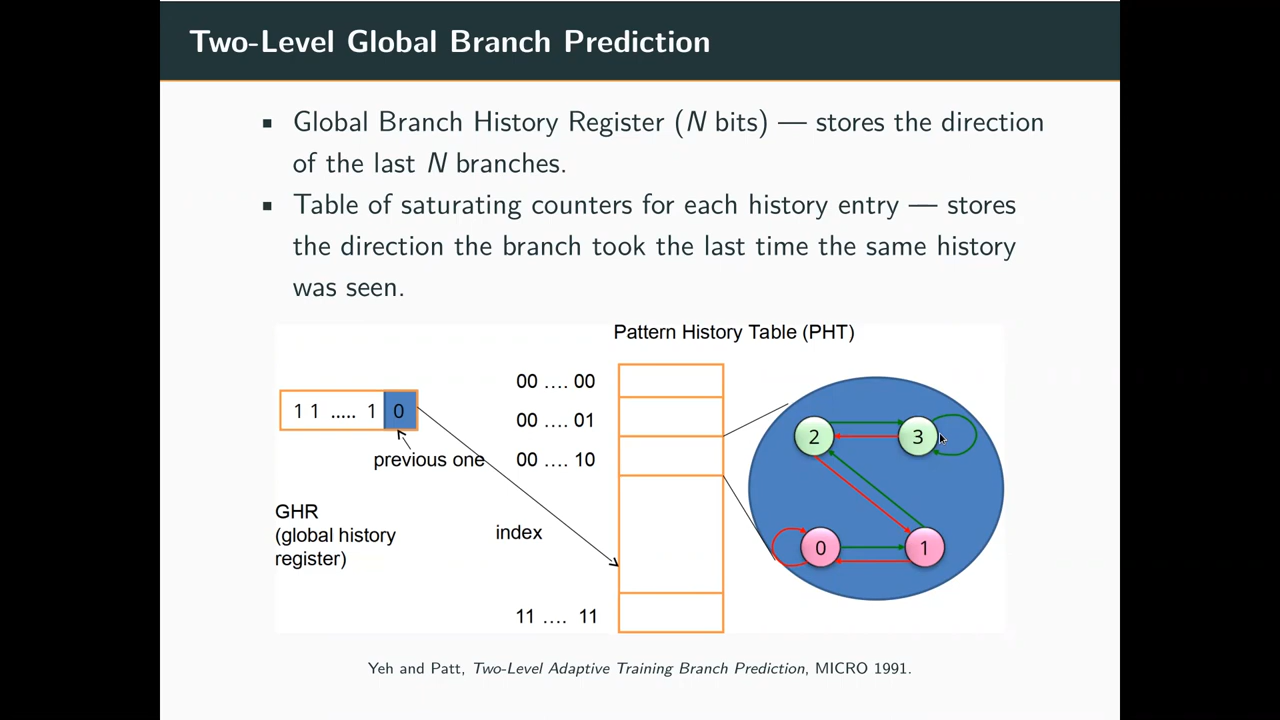 Two-Level Global Branch Prediction
▪ Global Branch History Register (N bits) — stores the direction
of the last N branches.
▪ Table of saturating counters for each history entry — stores
the direction the branch took the last time the same history
was seen.
Pattern History Table (PHT)
00 .... 00
1 1 ..... 1 0
00 .... 01
2 3
previous one
00 .... 10
GHR
(global history
register)
index
0 1
11 .... 11
Yeh and Patt, Two-Level Adaptive Training Branch Prediction, MICRO 1991.